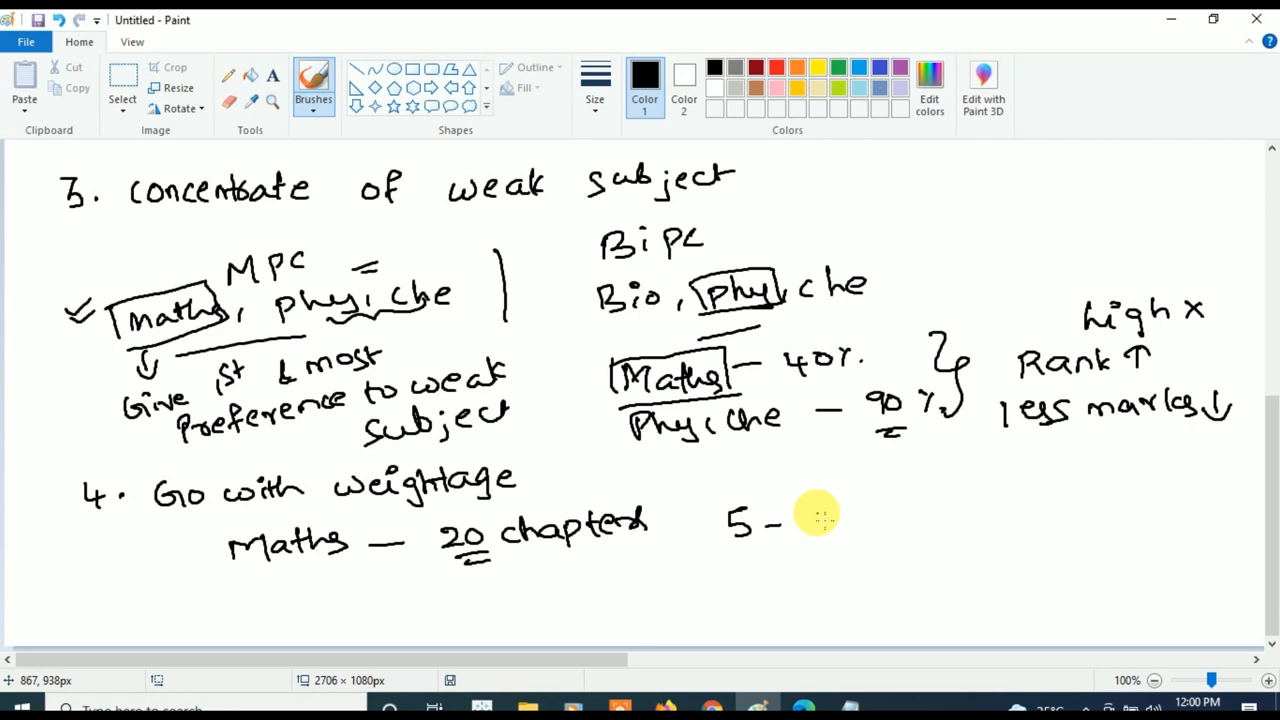 Untitled - Paint
File Home View
Paste
Cut
Copy
Clipboard
Select
Crop
Resize
Rotate
Image
Tools
Brushes
Outline
Fill
Shapes
Size
Color 1
Color 2
Edit colors
Colors
Edit with Paint 3D
3. concentrate of weak subject
MPC =
Maths, Phy, che
Give 1st & most
Preference to weak
subject
BiPC
Bio, Phy, che
Maths - 40%.
Phy, che - 90%.
high x
Rank ↑
less marks ↓
4. Go with weightage
Maths - 20 chapters 5 -
867, 938px
2706 × 1080px
100%
12:00 PM